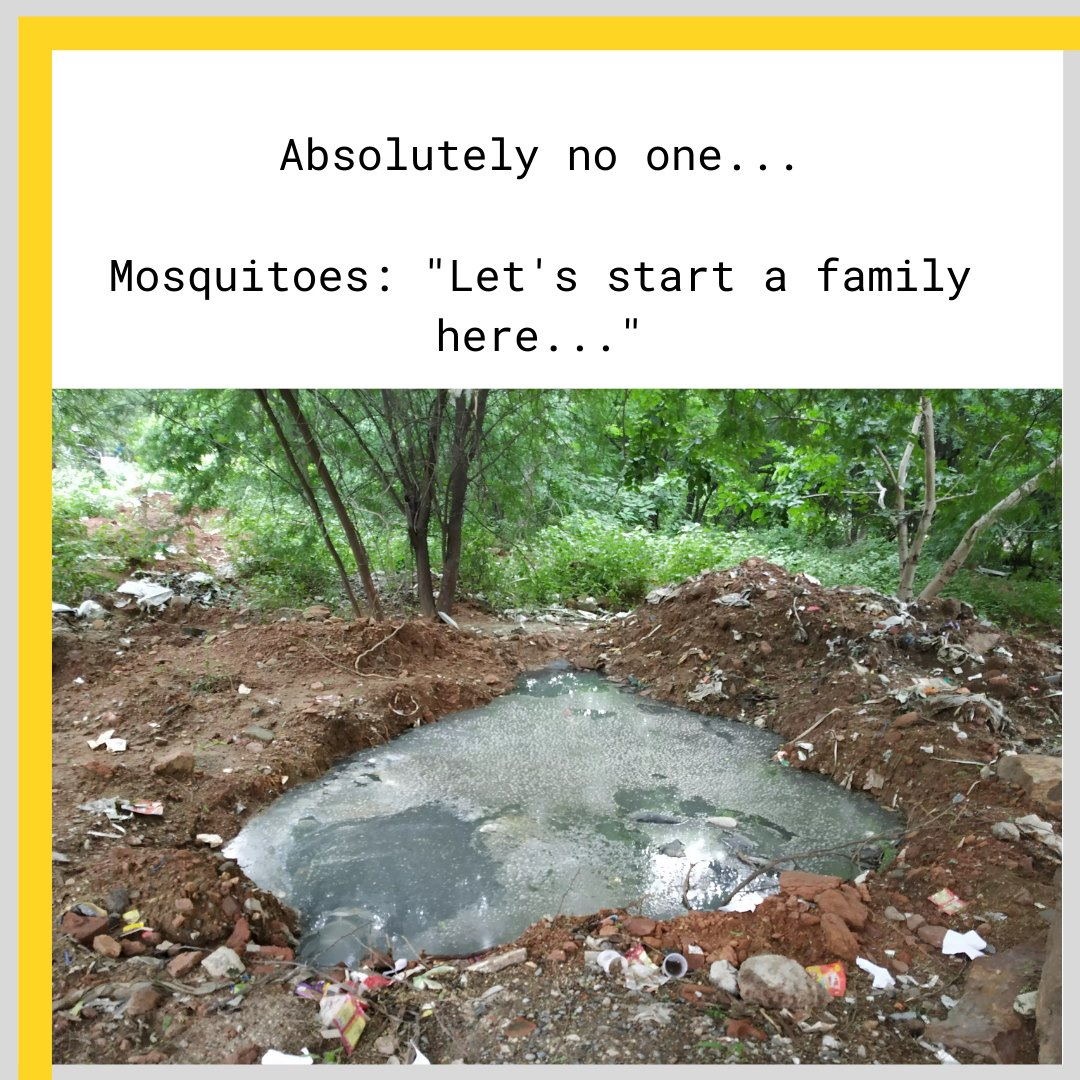 Absolutely no one...
Mosquitoes: "Let's start a family
here..."